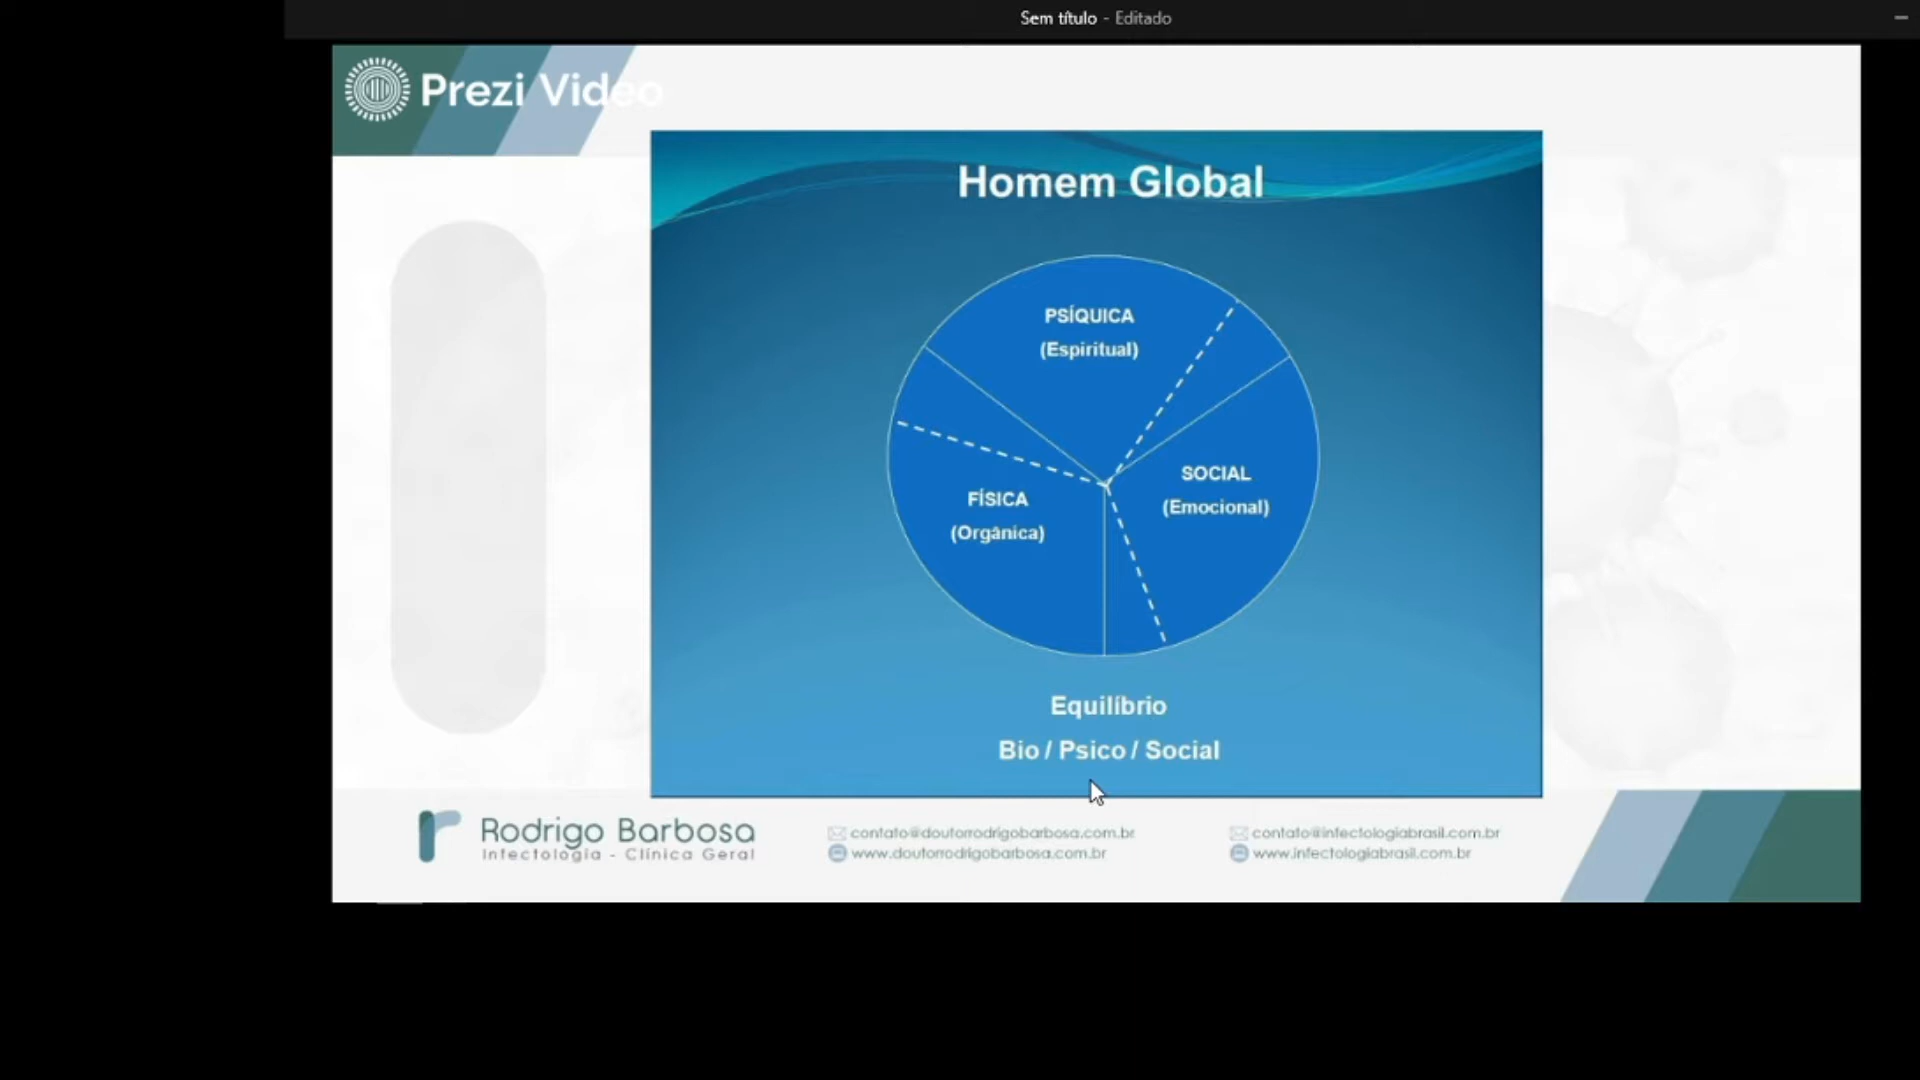 Sem título - Editado
Prezi Video
Homem Global
PSÍQUICA
(Espiritual)
SOCIAL
(Emocional)
FÍSICA
(Orgânica)
Equilíbrio
Bio / Psico / Social
Rodrigo Barbosa
Infectologia - Clínica Geral
contato@doutorrodrigobarbosa.com.br
www.doutorrodrigobarbosa.com.br
contato@infectologiabrasil.com.br
www.infectologiabrasil.com.br